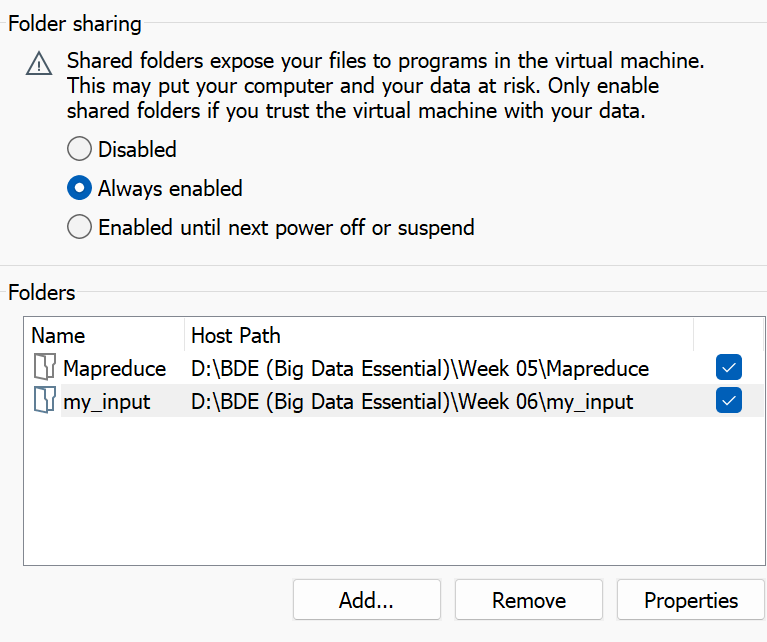 Folder sharing
Shared folders expose your files to programs in the virtual machine.
This may put your computer and your data at risk. Only enable
shared folders if you trust the virtual machine with your data.
Disabled
Always enabled
Enabled until next power off or suspend
Folders
Name Host Path
Mapreduce D:\BDE (Big Data Essential)\Week 05\Mapreduce
my_input D:\BDE (Big Data Essential)\Week 06\my_input
Add... Remove Properties